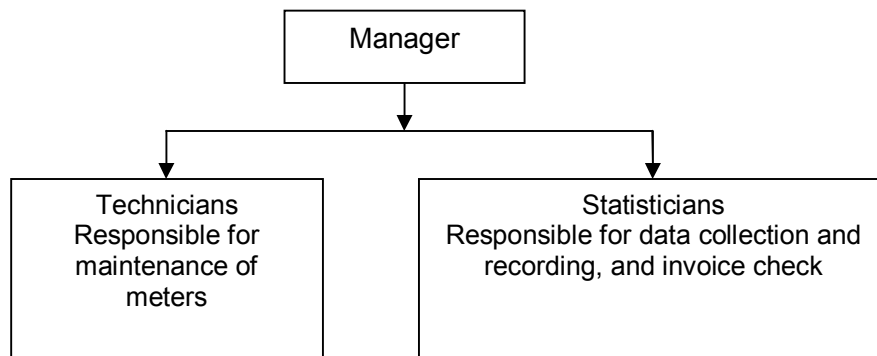 Manager
Technicians
Responsible for
maintenance of
meters
Statisticians
Responsible for data collection and
recording, and invoice check